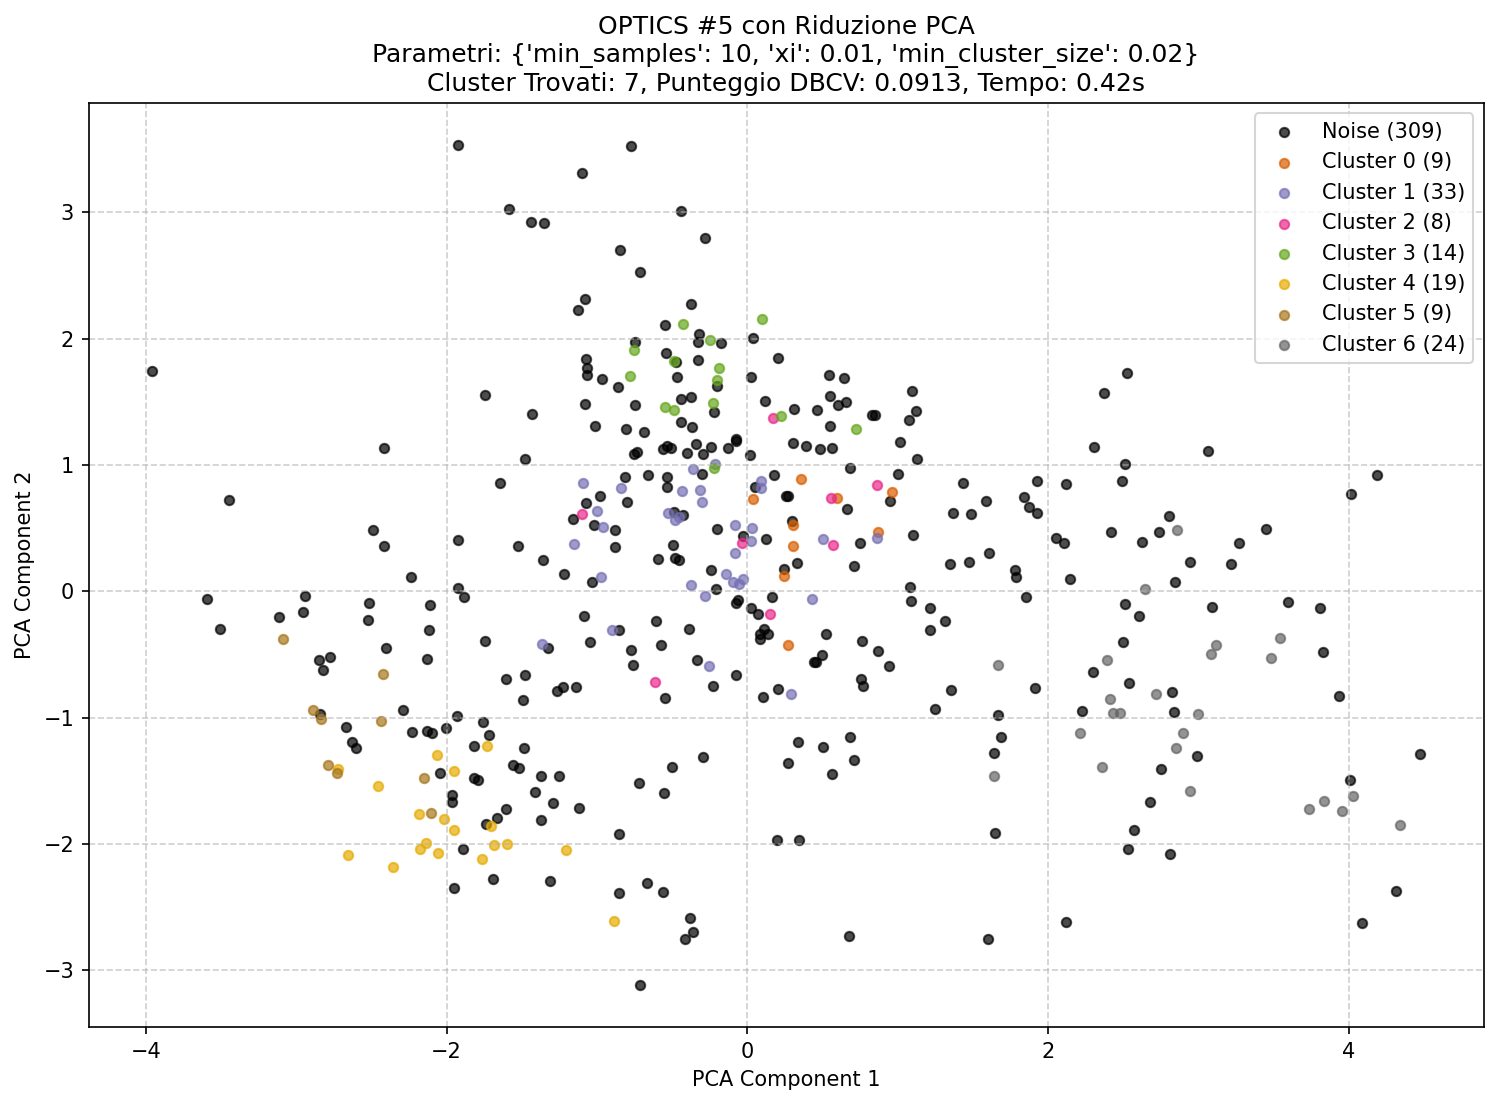 OPTICS #5 con Riduzione PCA
Parametri: {'min_samples': 10, 'xi': 0.01, 'min_cluster_size': 0.02}
Cluster Trovati: 7, Punteggio DBCV: 0.0913, Tempo: 0.42s
Noise (309)
Cluster 0 (9)
Cluster 1 (33)
Cluster 2 (8)
Cluster 3 (14)
Cluster 4 (19)
Cluster 5 (9)
Cluster 6 (24)
PCA Component 2
3
2
1
0
−1
−2
−3
−4
−2
0
2
4
PCA Component 1